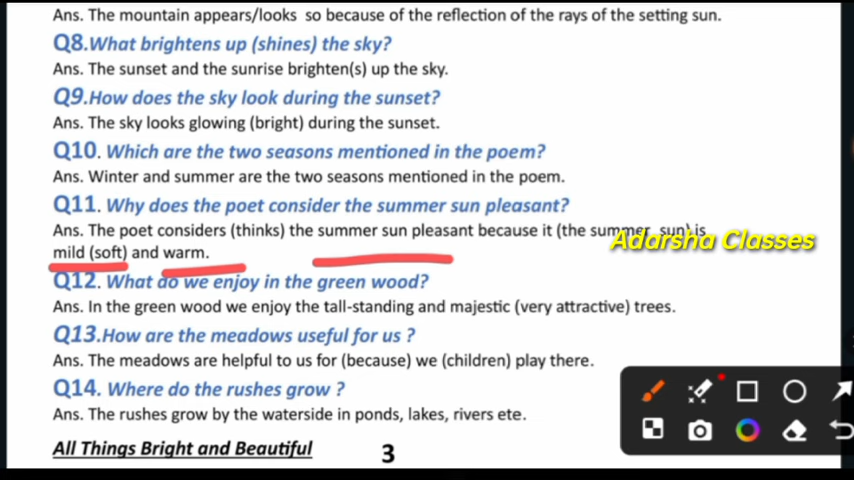 Ans. The mountain appears/looks so because of the reflection of the rays of the setting sun.
Q8.What brightens up (shines) the sky?
Ans. The sunset and the sunrise brighten(s) up the sky.
Q9.How does the sky look during the sunset?
Ans. The sky looks glowing (bright) during the sunset.
Q10. Which are the two seasons mentioned in the poem?
Ans. Winter and summer are the two seasons mentioned in the poem.
Q11. Why does the poet consider the summer sun pleasant?
Ans. The poet considers (thinks) the summer sun pleasant because it (the summer sun) is
Adarsha Classes
mild (soft) and warm.
Q12. What do we enjoy in the green wood?
Ans. In the green wood we enjoy the tall-standing and majestic (very attractive) trees.
Q13.How are the meadows useful for us ?
Ans. The meadows are helpful to us for (because) we (children) play there.
Q14. Where do the rushes grow ?
Ans. The rushes grow by the waterside in ponds, lakes, rivers ete.
All Things Bright and Beautiful 3